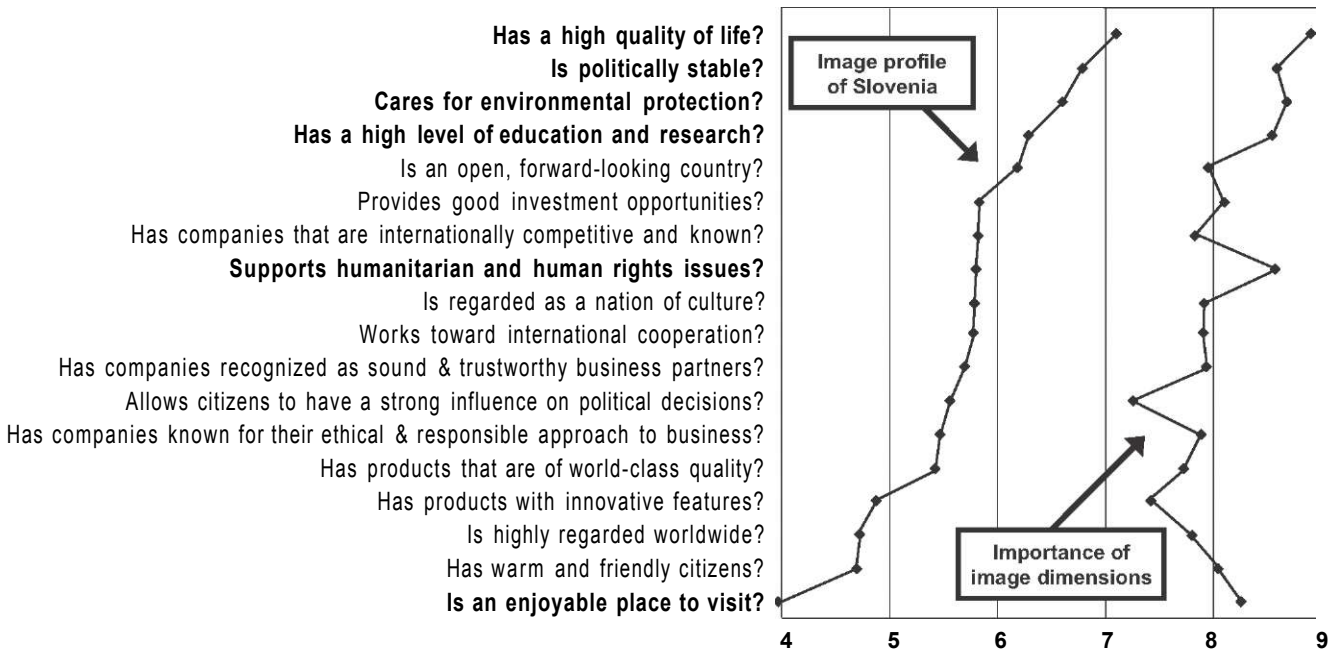 Has a high quality of life?
Is politically stable?
Cares for environmental protection?
Has a high level of education and research?
Is an open, forward-looking country?
Provides good investment opportunities?
Has companies that are internationally competitive and known?
Supports humanitarian and human rights issues?
Is regarded as a nation of culture?
Works toward international cooperation?
Has companies recognized as sound & trustworthy business partners?
Allows citizens to have a strong influence on political decisions?
Has companies known for their ethical & responsible approach to business?
Has products that are of world-class quality?
Has products with innovative features?
Is highly regarded worldwide?
Has warm and friendly citizens?
Is an enjoyable place to visit?
Image profile
of Slovenia
Importance of
image dimensions
4 5 6 7 8 9